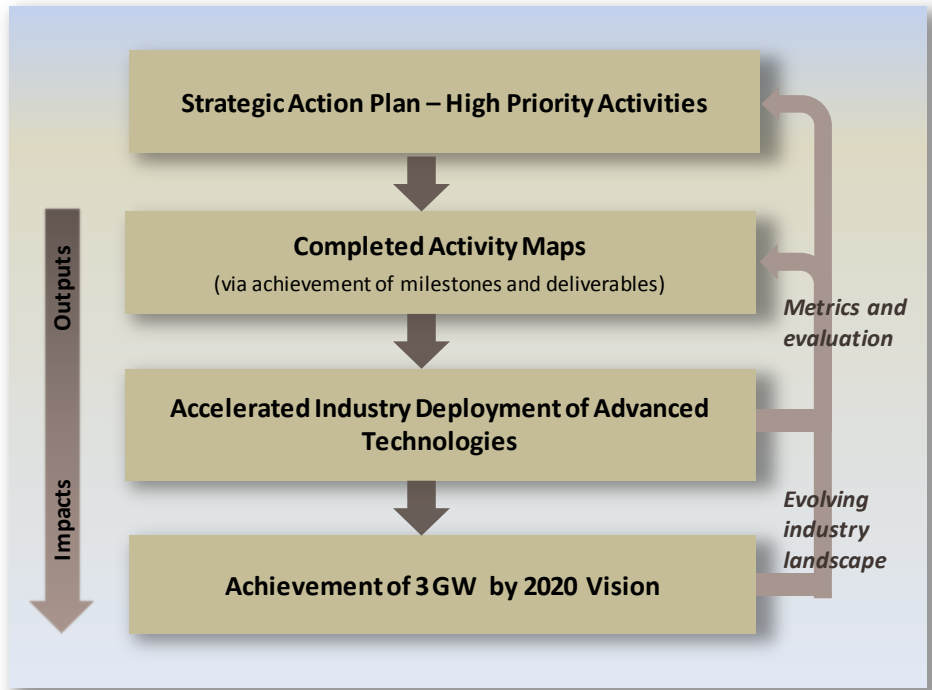 Strategic Action Plan – High Priority Activities
Completed Activity Maps
(via achievement of milestones and deliverables)
Accelerated Industry Deployment of Advanced
Technologies
Achievement of 3 GW by 2020 Vision
Outputs
Impacts
Metrics and
evaluation
Evolving
industry
landscape